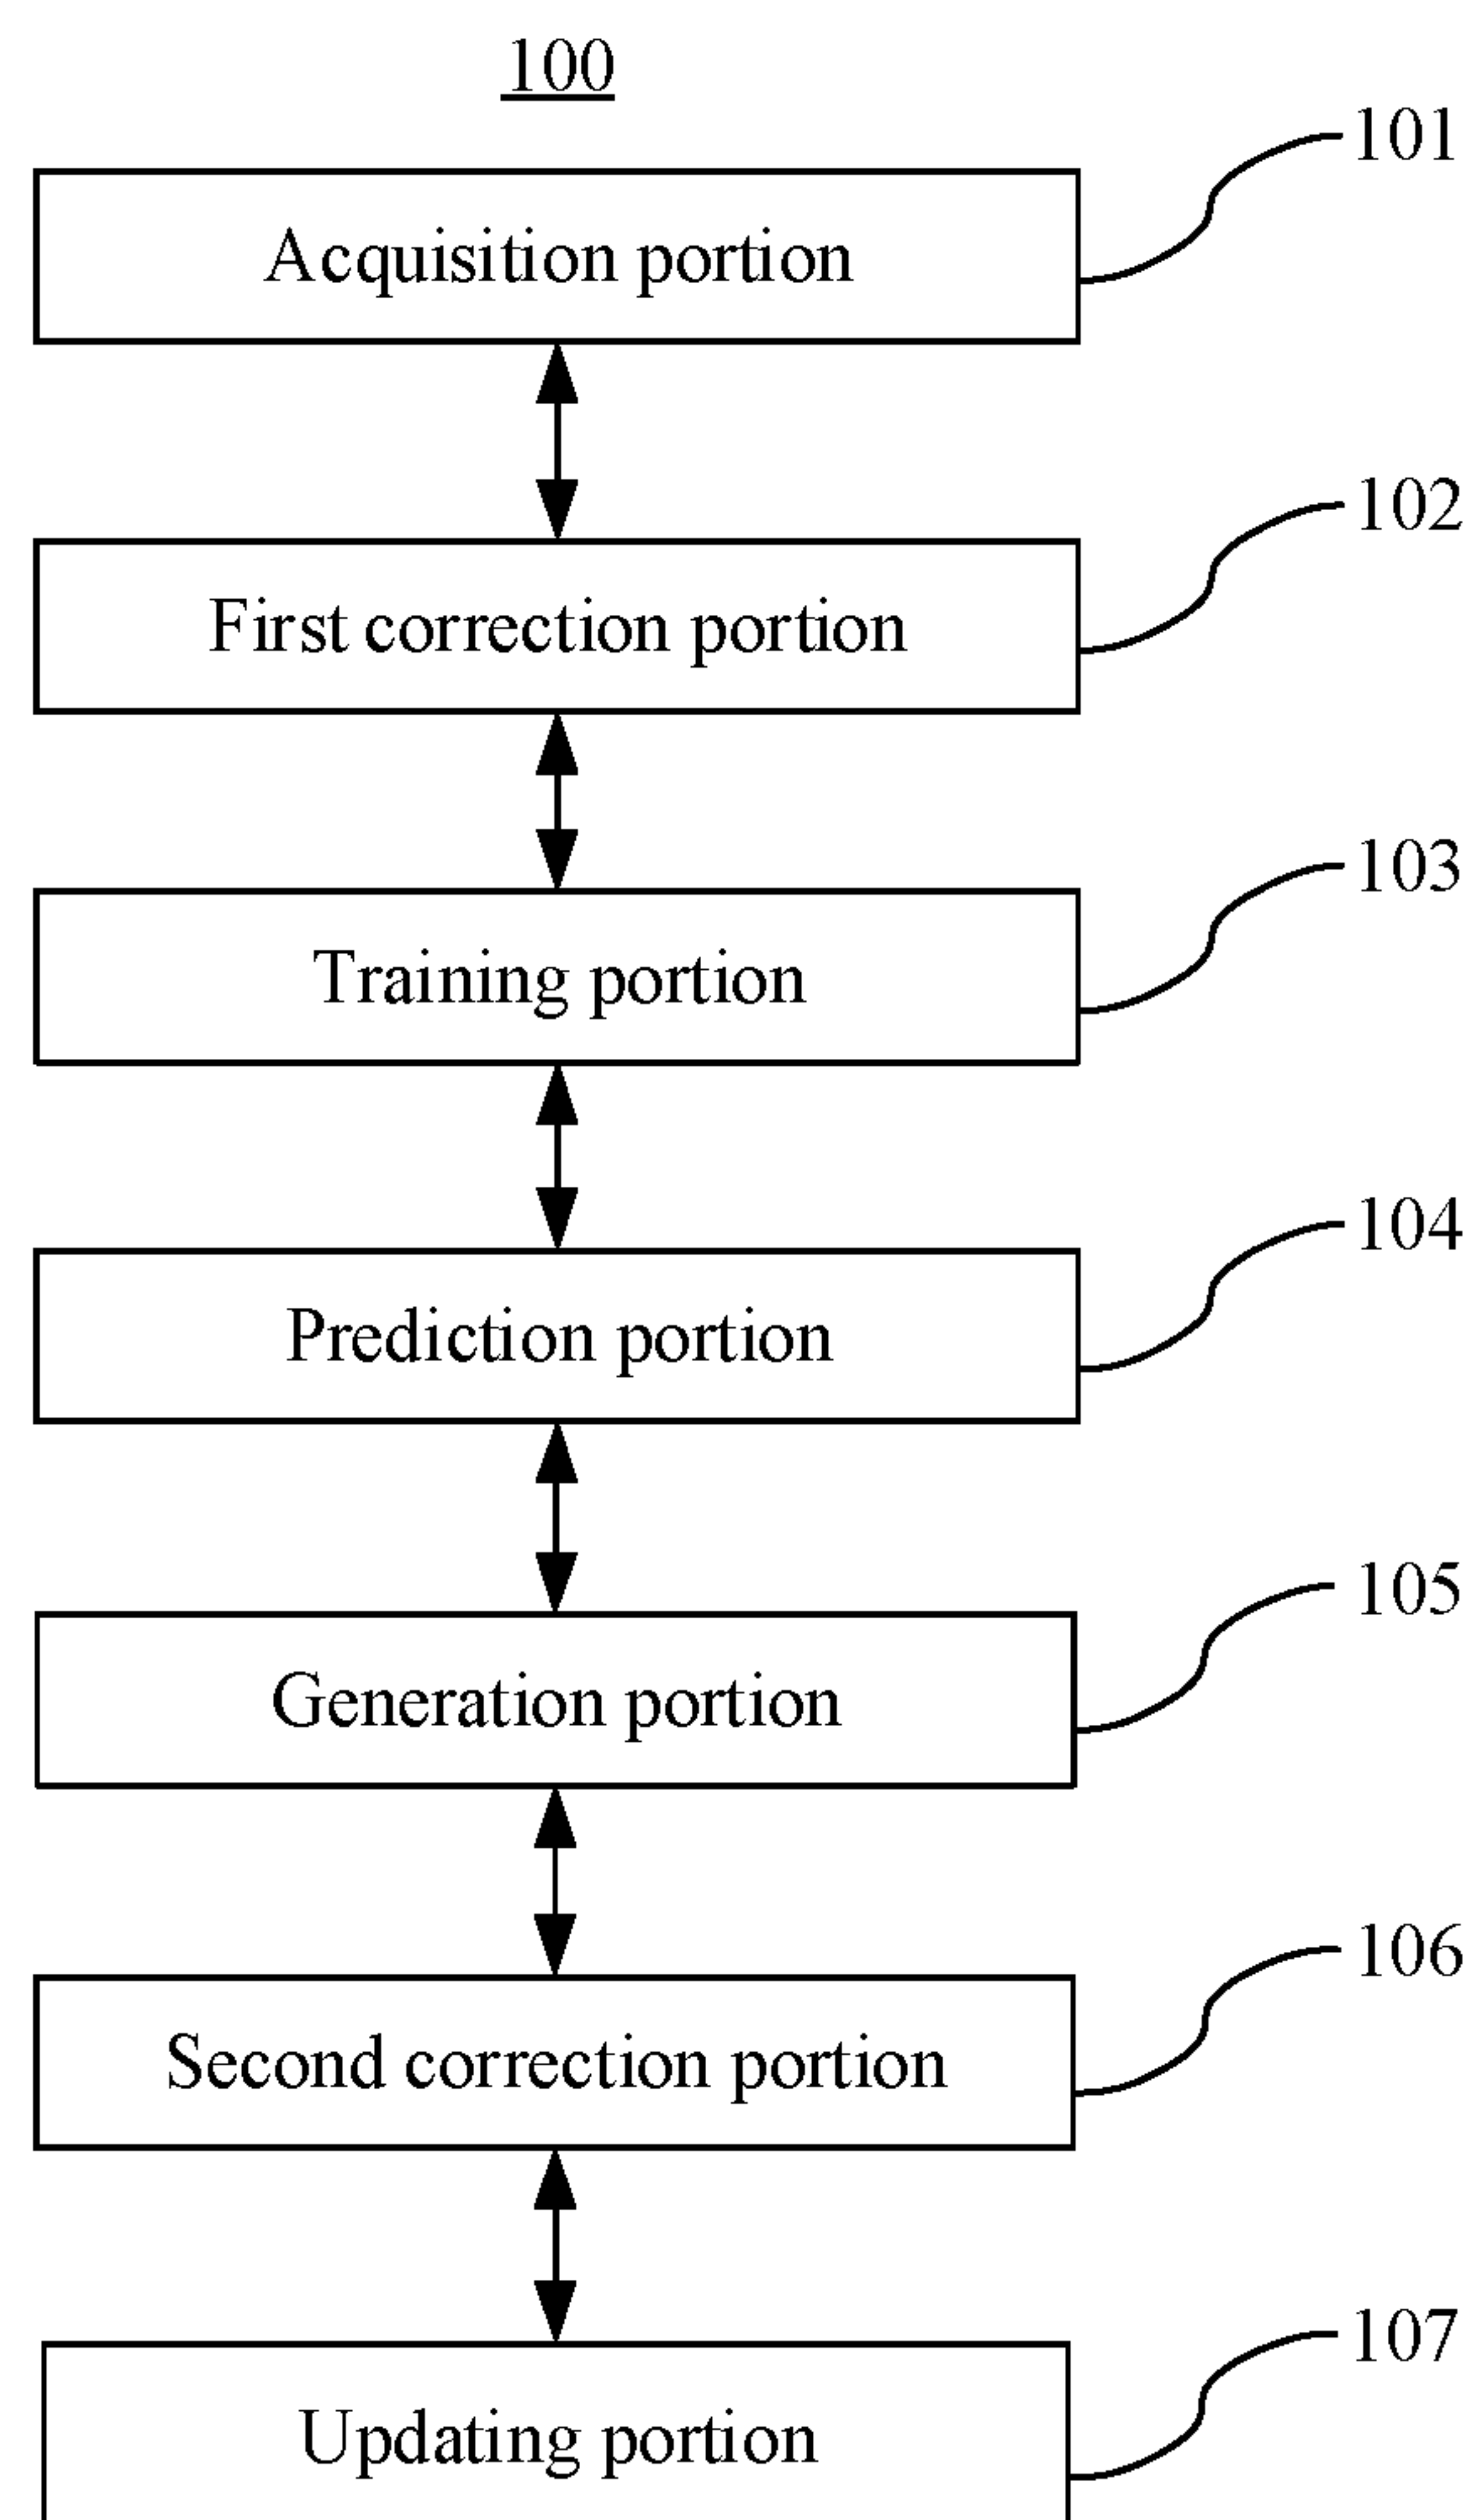 100
101
Acquisition portion
102
First correction portion
103
Training portion
104
Prediction portion
105
Generation portion
106
Second correction portion
107
Updating portion